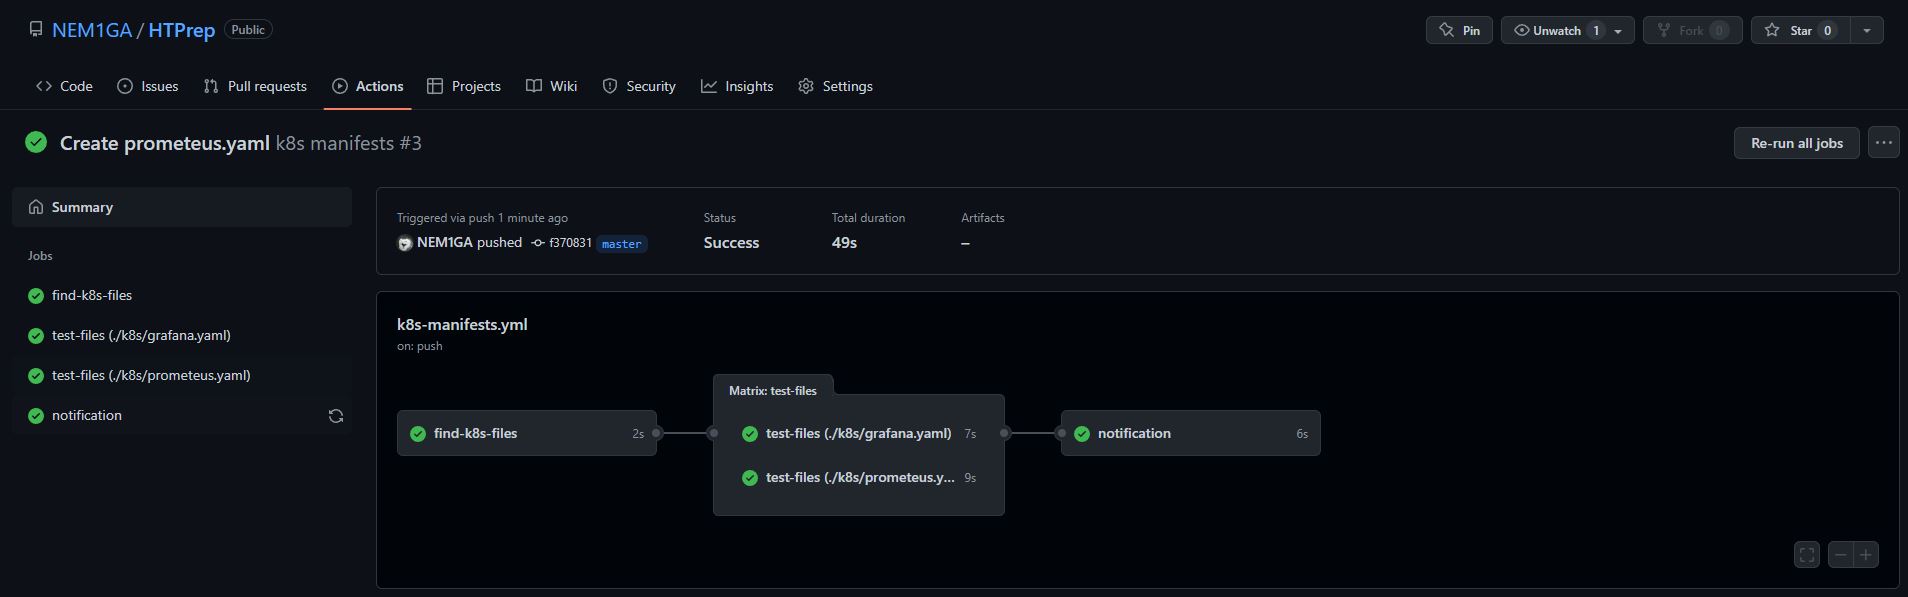 NEM1GA / HTPrep Public
Pin Unwatch 1 Fork 0 Star 0
Code Issues Pull requests Actions Projects Wiki Security Insights Settings
Create prometeus.yaml k8s manifests #3
Re-run all jobs
Summary
Jobs
find-k8s-files
test-files (./k8s/grafana.yaml)
test-files (./k8s/prometeus.yaml)
notification
Triggered via push 1 minute ago
NEM1GA pushed f370831 master
Status
Success
Total duration
49s
Artifacts
–
k8s-manifests.yml
on: push
find-k8s-files 2s
Matrix: test-files
test-files (./k8s/grafana.yaml) 7s
test-files (./k8s/prometeus.y... 9s
notification 6s